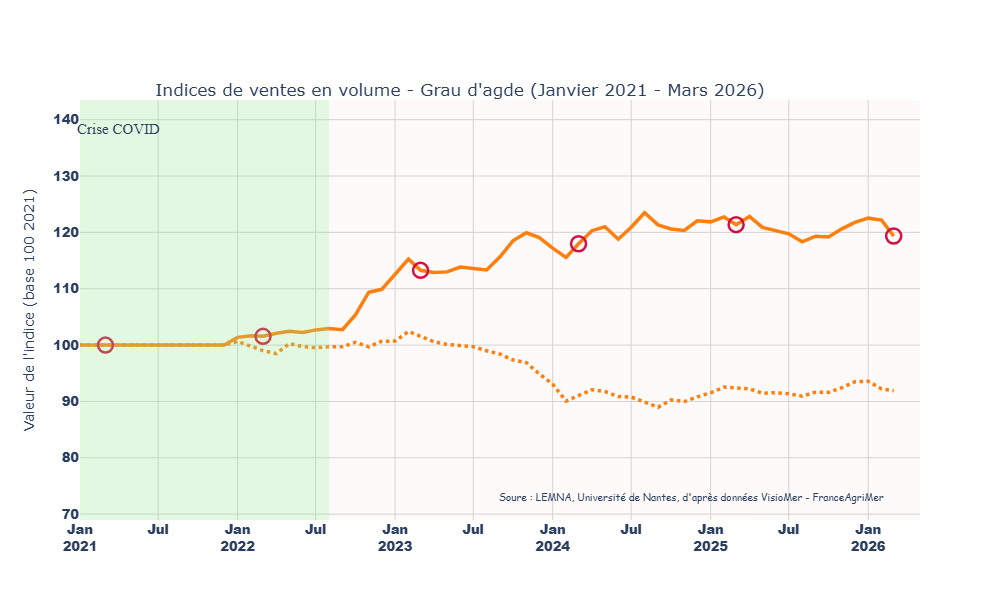 Indices de ventes en volume - Grau d'agde (Janvier 2021 - Mars 2026)
Valeur de l'indice (base 100 2021)
140
130
120
110
100
90
80
70
Crise COVID
Soure : LEMNA, Université de Nantes, d'après données VisioMer - FranceAgriMer
Jan Jul Jan Jul Jan Jul Jan Jul Jan Jul Jan
2021 2022 2023 2024 2025 2026